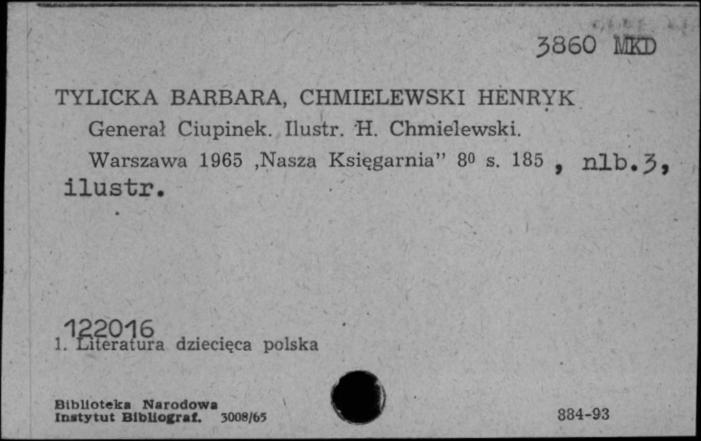 3860 MKD
TYLICKA BARBARA, CHMIELEWSKI HENRYK
Generał Ciupinek. Ilustr. H. Chmielewski.
Warszawa 1965 ,Nasza Księgarnia” 8⁰ s. 185 , nlb.3,
ilustr.
122016
1. Literatura dziecięca polska
Biblioteka Narodowa
Instytut Bibliograf. 3008/65
884-93